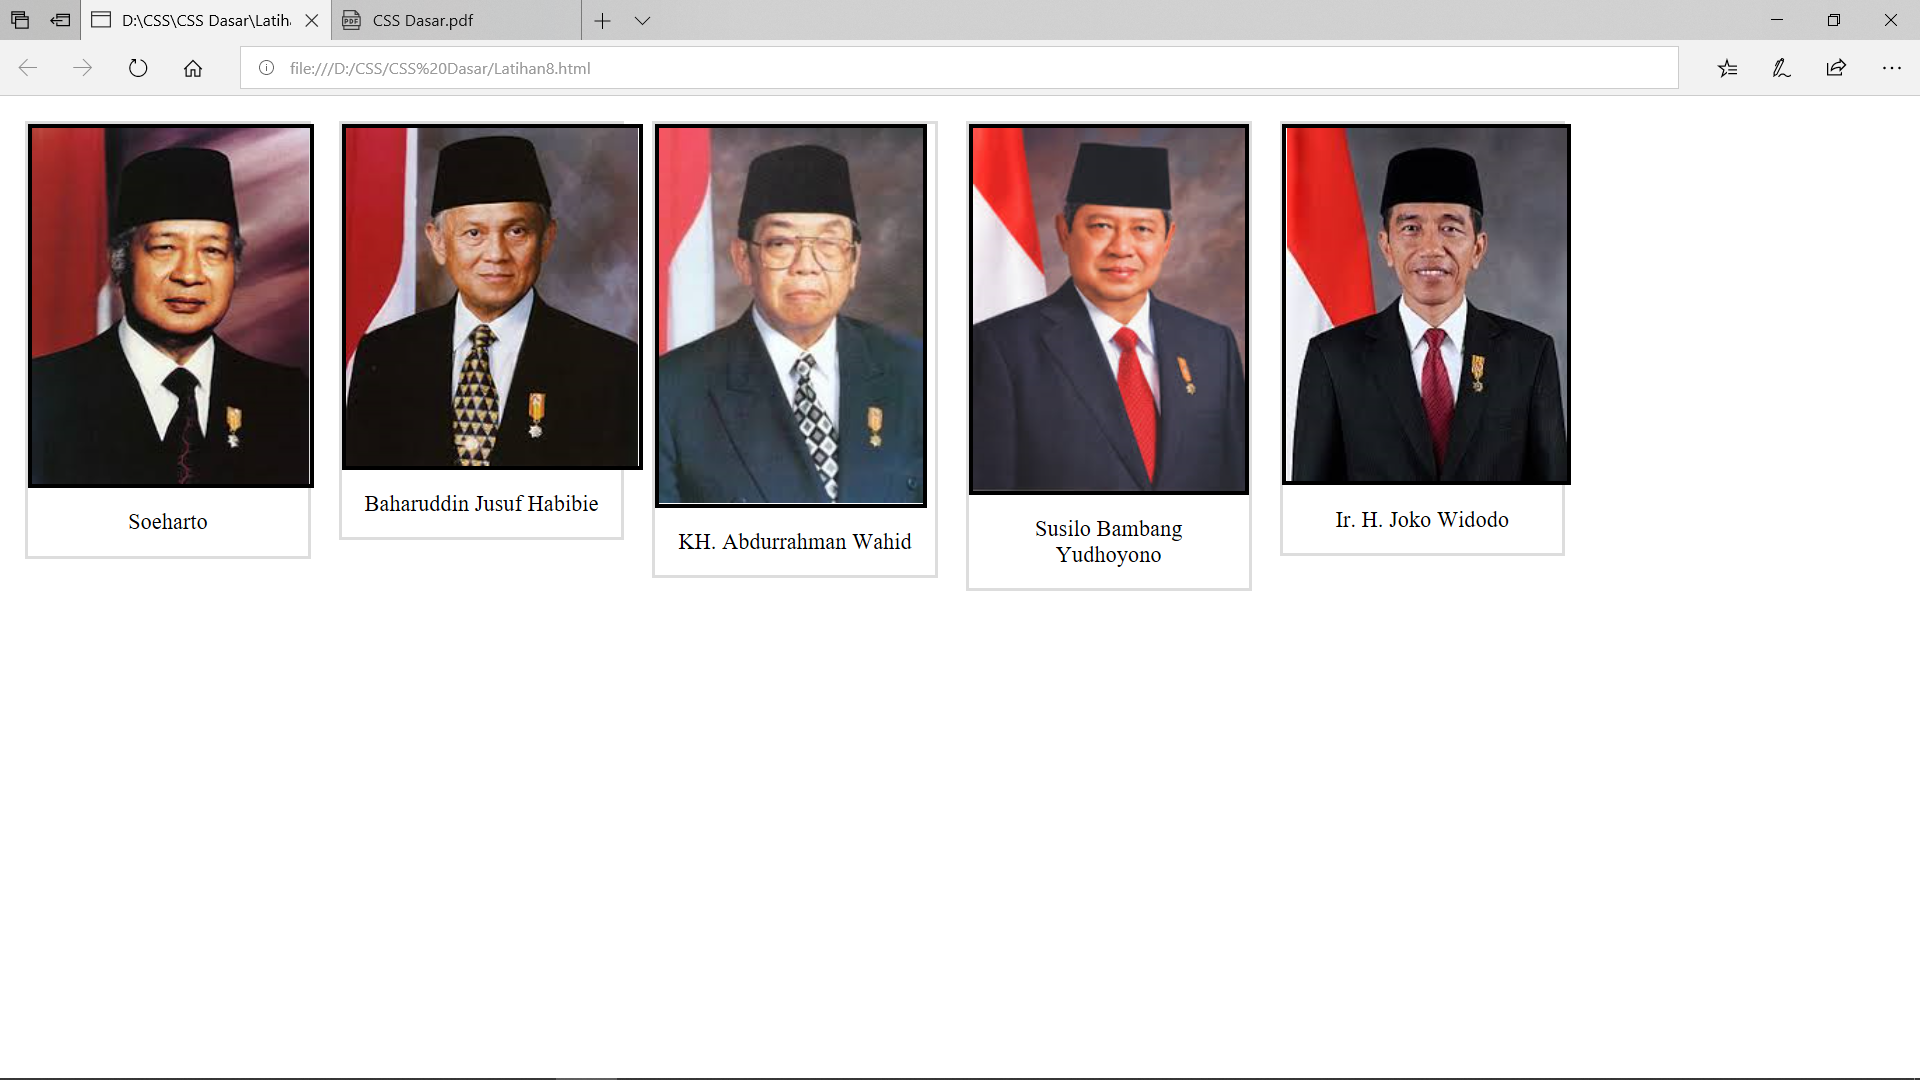 D:\CSS\CSS Dasar\Latih
CSS Dasar.pdf
file:///D:/CSS/CSS%20Dasar/Latihan8.html
Soeharto
Baharuddin Jusuf Habibie
KH. Abdurrahman Wahid
Susilo Bambang
Yudhoyono
Ir. H. Joko Widodo